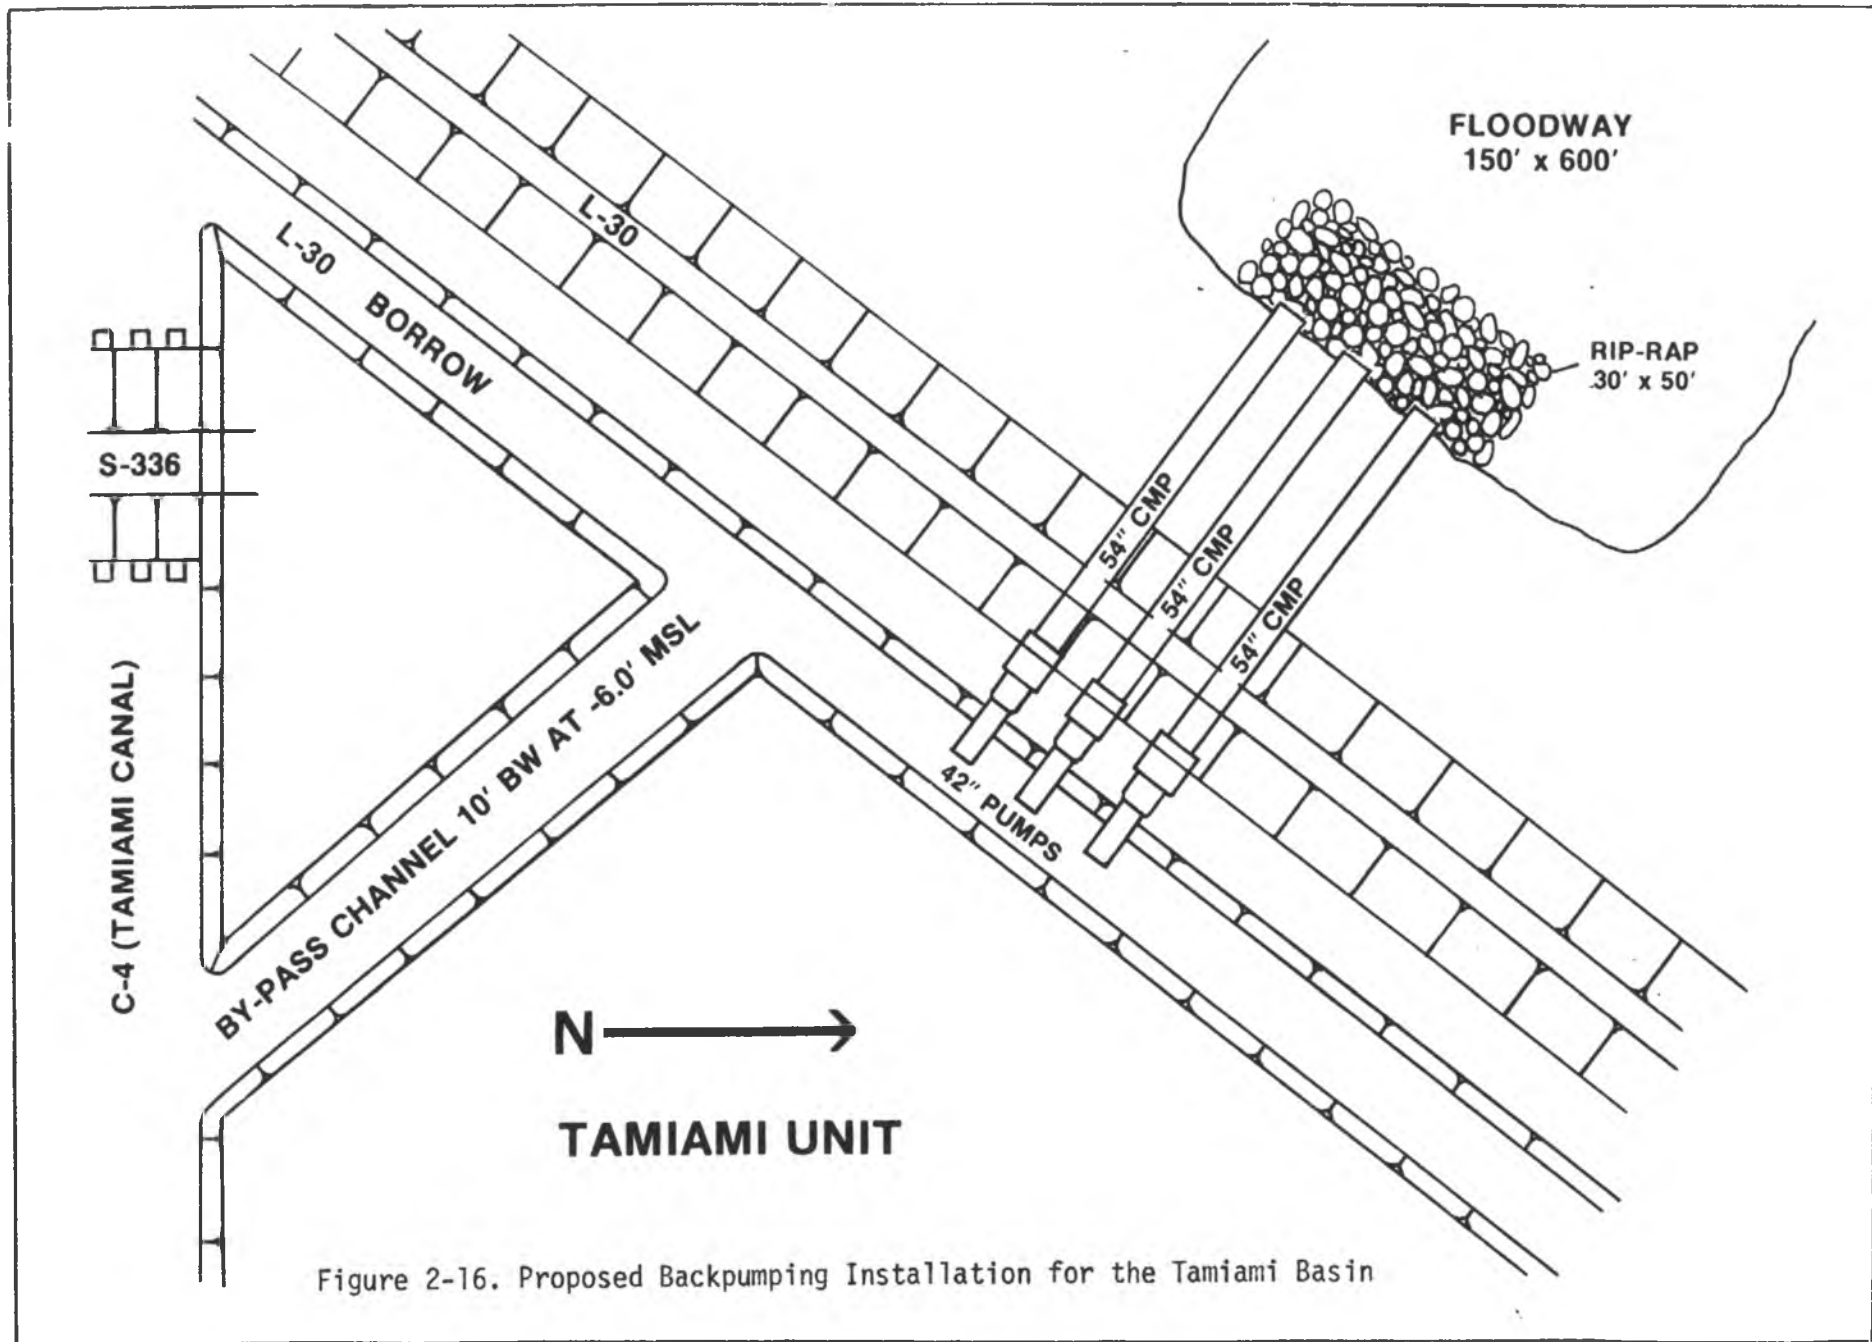 FLOODWAY
150' x 600'
L-30
L-30 BORROW
RIP-RAP
30' x 50'
S-336
54" CMP
54" CMP
54" CMP
42" PUMPS
C-4 (TAMIAMI CANAL)
BY-PASS CHANNEL 10' BW AT -6.0' MSL
N
TAMIAMI UNIT
Figure 2-16. Proposed Backpumping Installation for the Tamiami Basin